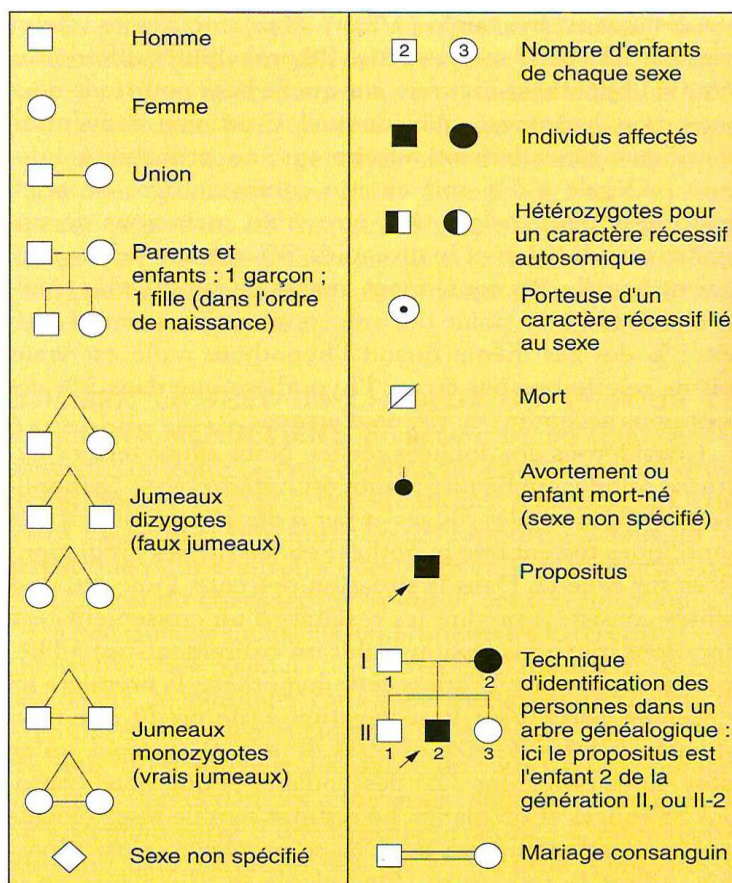 Homme
Femme
Union
Parents et
enfants : 1 garçon ;
1 fille (dans l'ordre
de naissance)
Jumeaux
dizygotes
(faux jumeaux)
Jumeaux
monozygotes
(vrais jumeaux)
Sexe non spécifié
2 3 Nombre d'enfants
de chaque sexe
Individus affectés
Hétérozygotes pour
un caractère récessif
autosomique
Porteuse d'un
caractère récessif lié
au sexe
Mort
Avortement ou
enfant mort-né
(sexe non spécifié)
Propositus
I
1 2
II
1 2 3
Technique
d'identification des
personnes dans un
arbre généalogique :
ici le propositus est
l'enfant 2 de la
génération II, ou II-2
Mariage consanguin